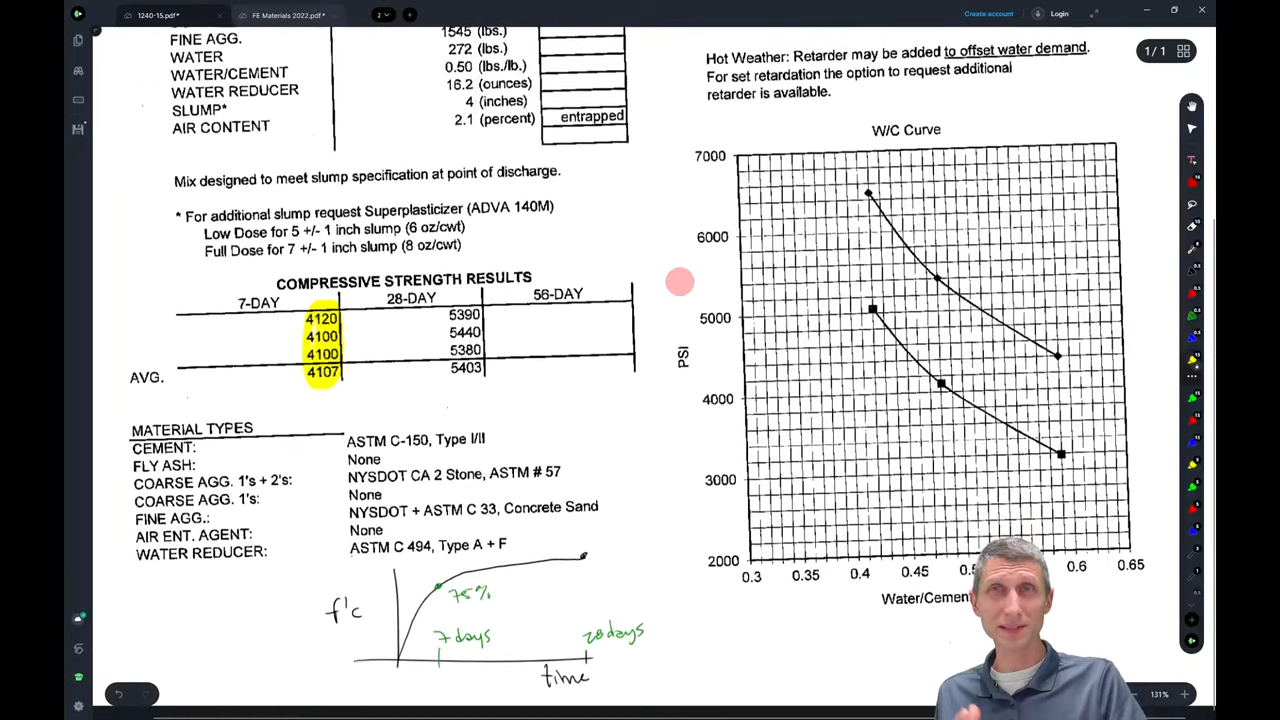 1240-15.pdf*
FE Materials 2022.pdf*
2
Create account
Login
1545 (lbs.)
FINE AGG.
272 (lbs.)
WATER
0.50 (lbs./lb.)
WATER/CEMENT
16.2 (ounces)
WATER REDUCER
4 (inches)
SLUMP*
2.1 (percent) entrapped
AIR CONTENT
Mix designed to meet slump specification at point of discharge.
* For additional slump request Superplasticizer (ADVA 140M)
Low Dose for 5 +/- 1 inch slump (6 oz/cwt)
Full Dose for 7 +/- 1 inch slump (8 oz/cwt)
COMPRESSIVE STRENGTH RESULTS
7-DAY 28-DAY 56-DAY
4120 5390
4100 5440
4100 5380
AVG. 4107 5403
MATERIAL TYPES
CEMENT: ASTM C-150, Type I/II
FLY ASH: None
COARSE AGG. 1's + 2's: NYSDOT CA 2 Stone, ASTM # 57
COARSE AGG. 1's: None
FINE AGG.: NYSDOT + ASTM C 33, Concrete Sand
AIR ENT. AGENT: None
WATER REDUCER: ASTM C 494, Type A + F
f'c
75%
7 days
28 days
time
Hot Weather: Retarder may be added to offset water demand.
For set retardation the option to request additional
retarder is available.
1/1
W/C Curve
7000
6000
5000
PSI
4000
3000
2000
0.3 0.35 0.4 0.45 0.6 0.65
Water/Cemen
131%